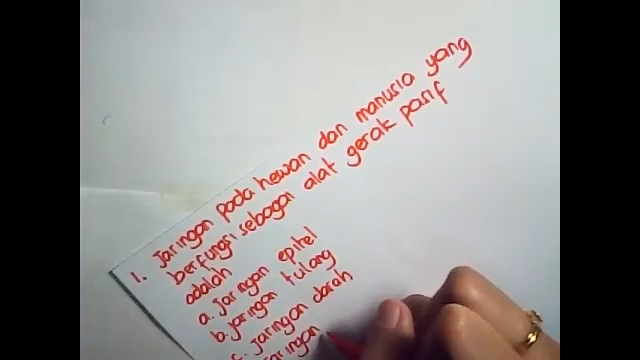 1. Jaringan pada hewan dan manusia yang
berfungsi sebagai alat gerak pasif
adalah
a. Jaringan epitel
b. jaringan tulang
c. Jaringan darah
jaringan